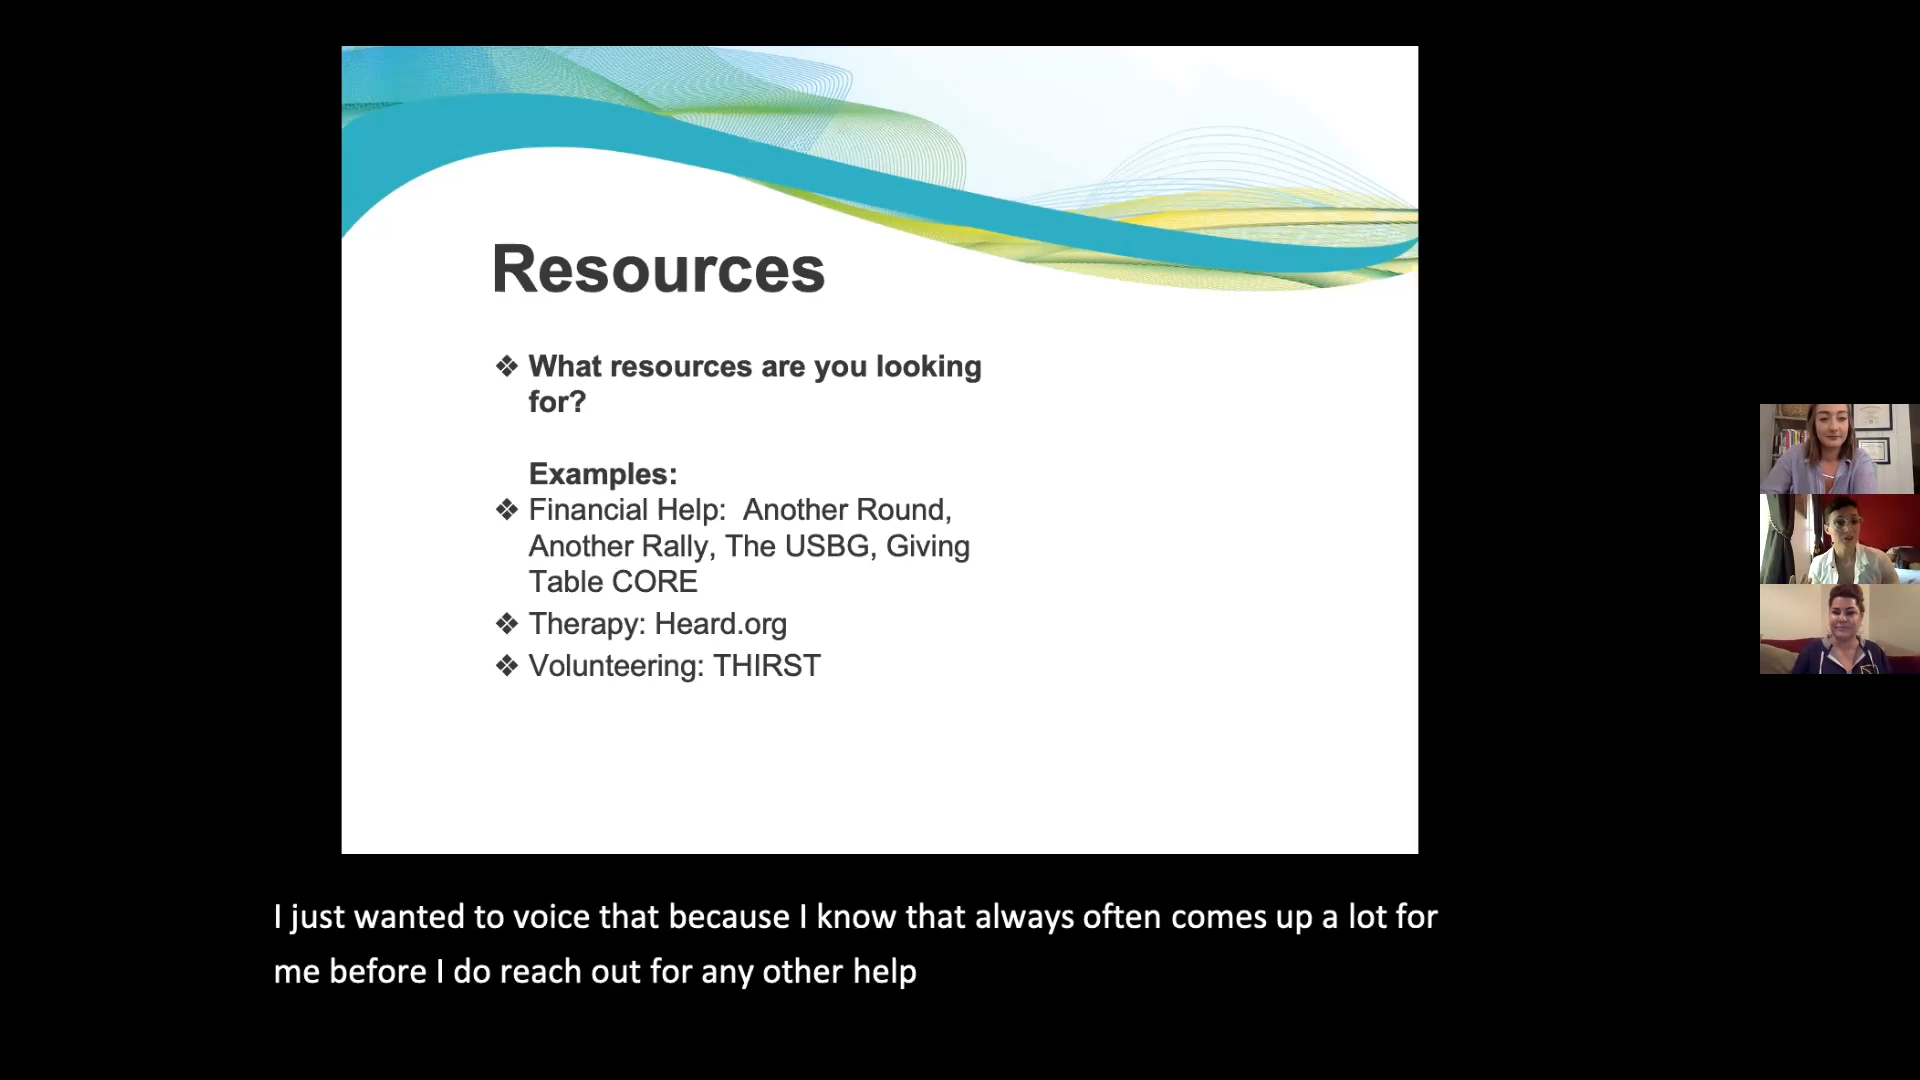 Resources
❖ What resources are you looking
for?
Examples:
❖ Financial Help:  Another Round,
Another Rally, The USBG, Giving
Table CORE
❖ Therapy: Heard.org
❖ Volunteering: THIRST
I just wanted to voice that because I know that always often comes up a lot for
me before I do reach out for any other help